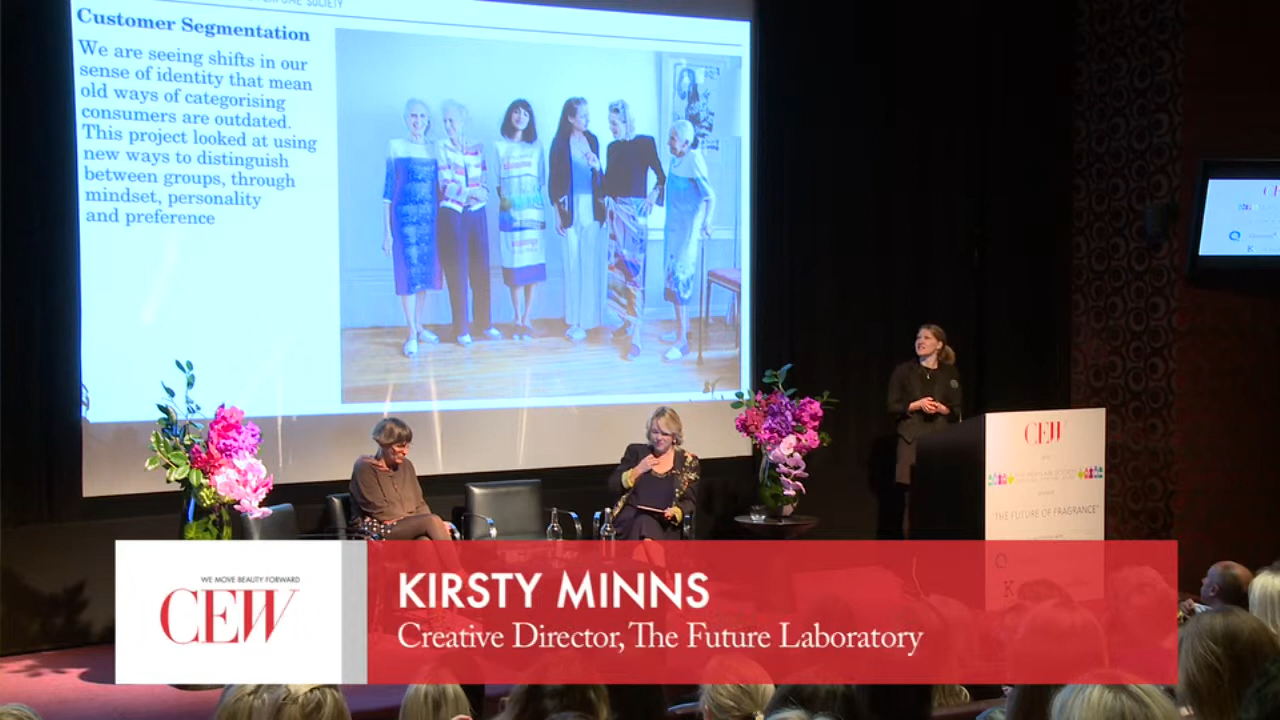 PERFUME SOCIETY
Customer Segmentation
We are seeing shifts in our
sense of identity that mean
old ways of categorising
consumers are outdated.
This project looked at using
new ways to distinguish
between groups, through
mindset, personality
and preference
CEW
THE FUTURE OF FRAGRANCE"
K
WE MOVE BEAUTY FORWARD
CEW
KIRSTY MINNS
Creative Director, The Future Laboratory